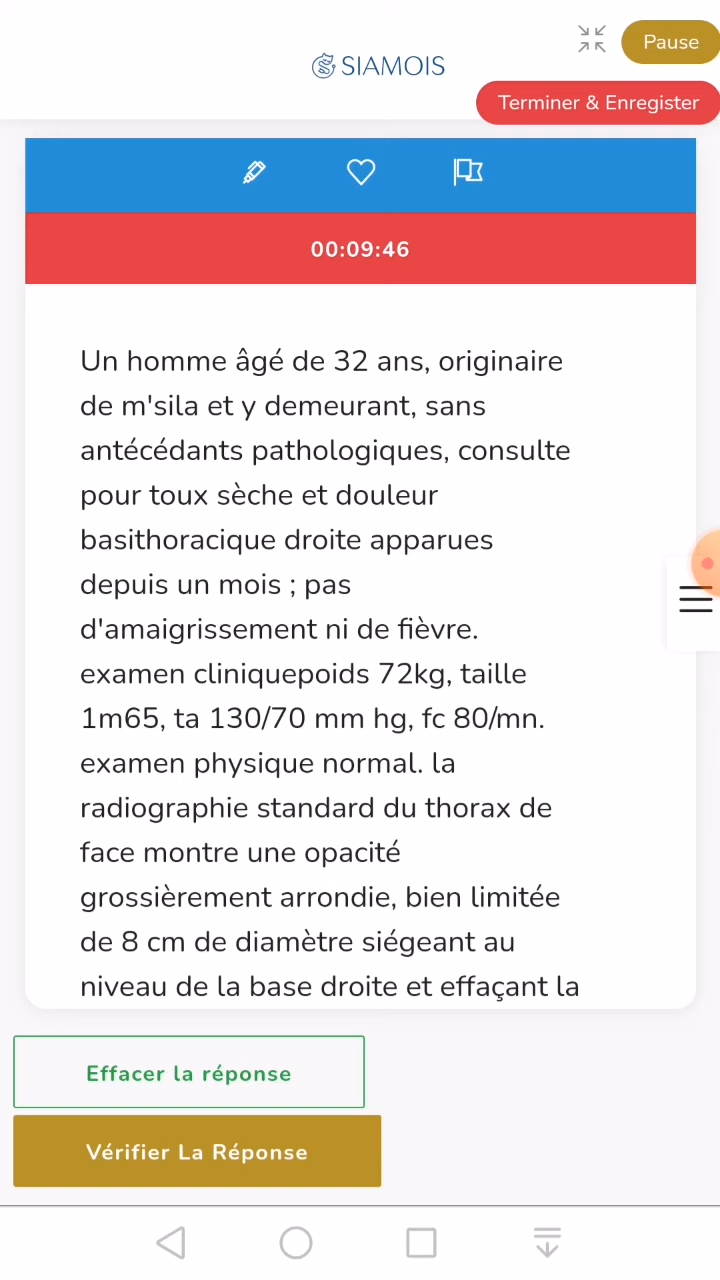 Pause
SIAMOIS
Terminer & Enregister
00:09:46
Un homme âgé de 32 ans, originaire
de m'sila et y demeurant, sans
antécédants pathologiques, consulte
pour toux sèche et douleur
basithoracique droite apparues
depuis un mois ; pas
d'amaigrissement ni de fièvre.
examen cliniquepoids 72kg, taille
1m65, ta 130/70 mm hg, fc 80/mn.
examen physique normal. la
radiographie standard du thorax de
face montre une opacité
grossièrement arrondie, bien limitée
de 8 cm de diamètre siégeant au
niveau de la base droite et effaçant la
Effacer la réponse
Vérifier La Réponse